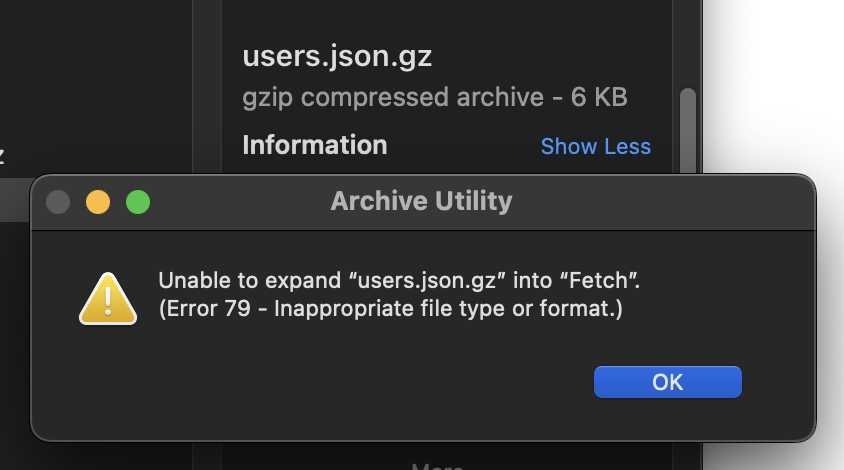 users.json.gz
gzip compressed archive - 6 KB
Information
Show Less
z
Archive Utility
Unable to expand “users.json.gz” into “Fetch”.
(Error 79 - Inappropriate file type or format.)
OK